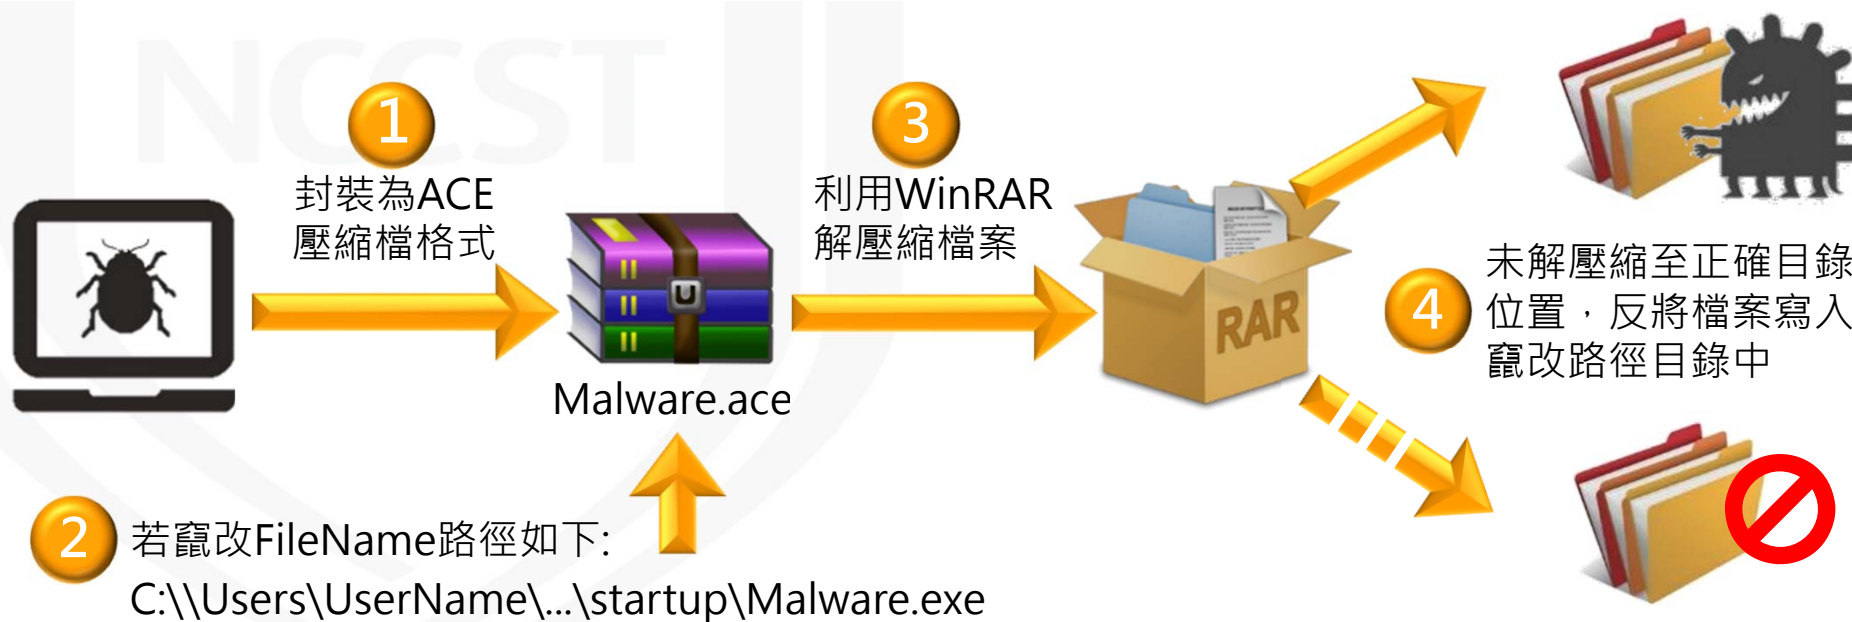 NCCST
1
封裝為ACE
壓縮檔格式
Malware.ace
2
若竄改FileName路徑如下:
C:\\Users\UserName\...\startup\Malware.exe
3
利用WinRAR
解壓縮檔案
RAR
4
未解壓縮至正確目錄
位置，反將檔案寫入
竄改路徑目錄中